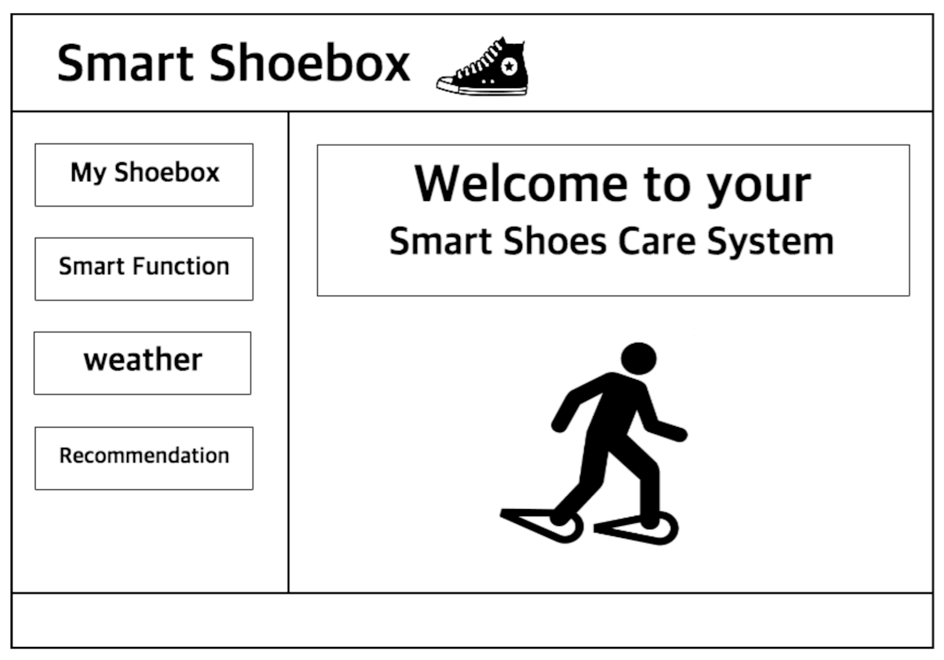 Smart Shoebox
My Shoebox
Smart Function
weather
Recommendation
Welcome to your
Smart Shoes Care System